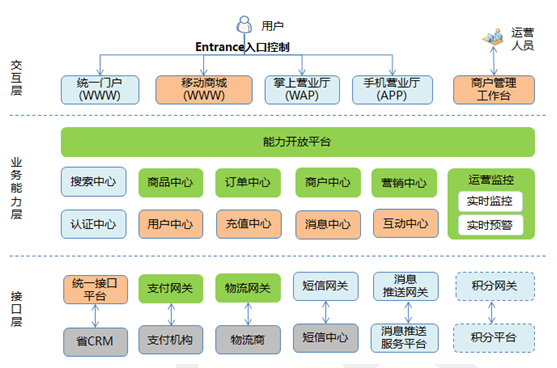 用户
运营
人员
Entrance入口控制
交互层
统一门户
(WWW)
移动商城
(WWW)
掌上营业厅
(WAP)
手机营业厅
(APP)
商户管理
工作台
业务能力层
能力开放平台
搜索中心
商品中心
订单中心
商户中心
营销中心
运营监控
实时监控
实时预警
认证中心
用户中心
充值中心
消息中心
互动中心
接口层
统一接口
平台
支付网关
物流网关
短信网关
消息
推送网关
积分网关
省CRM
支付机构
物流商
短信中心
消息推送
服务平台
积分平台